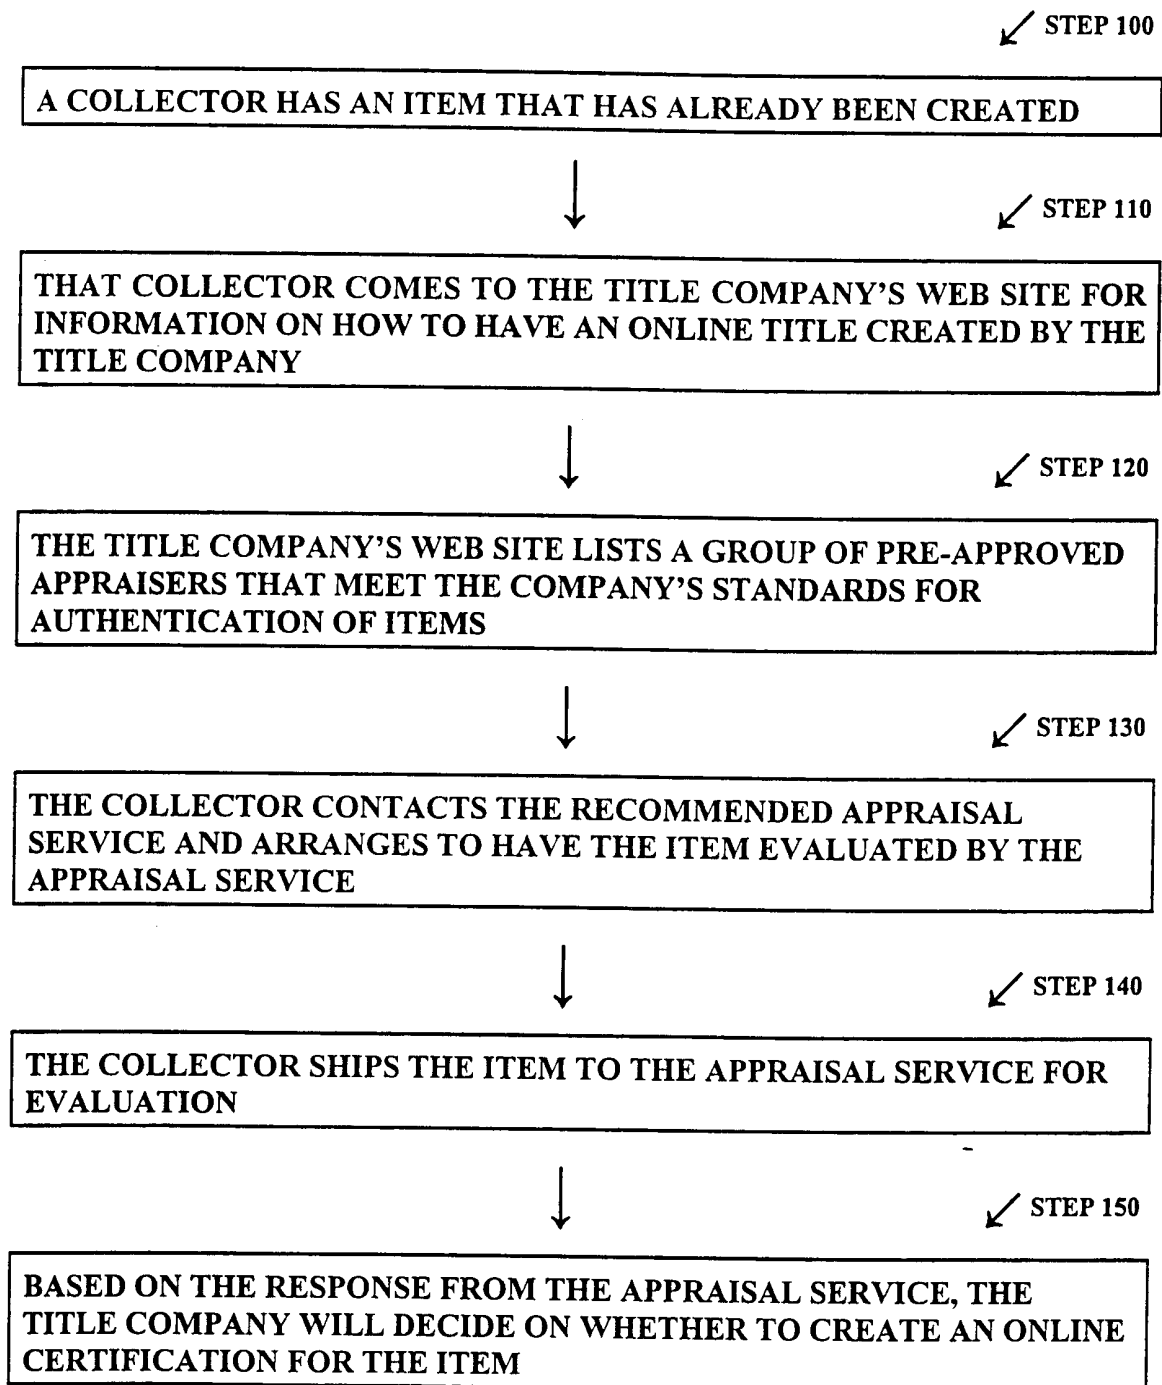 STEP 100
A COLLECTOR HAS AN ITEM THAT HAS ALREADY BEEN CREATED
STEP 110
THAT COLLECTOR COMES TO THE TITLE COMPANY'S WEB SITE FOR
INFORMATION ON HOW TO HAVE AN ONLINE TITLE CREATED BY THE
TITLE COMPANY
STEP 120
THE TITLE COMPANY'S WEB SITE LISTS A GROUP OF PRE-APPROVED
APPRAISERS THAT MEET THE COMPANY'S STANDARDS FOR
AUTHENTICATION OF ITEMS
STEP 130
THE COLLECTOR CONTACTS THE RECOMMENDED APPRAISAL
SERVICE AND ARRANGES TO HAVE THE ITEM EVALUATED BY THE
APPRAISAL SERVICE
STEP 140
THE COLLECTOR SHIPS THE ITEM TO THE APPRAISAL SERVICE FOR
EVALUATION
STEP 150
BASED ON THE RESPONSE FROM THE APPRAISAL SERVICE, THE
TITLE COMPANY WILL DECIDE ON WHETHER TO CREATE AN ONLINE
CERTIFICATION FOR THE ITEM